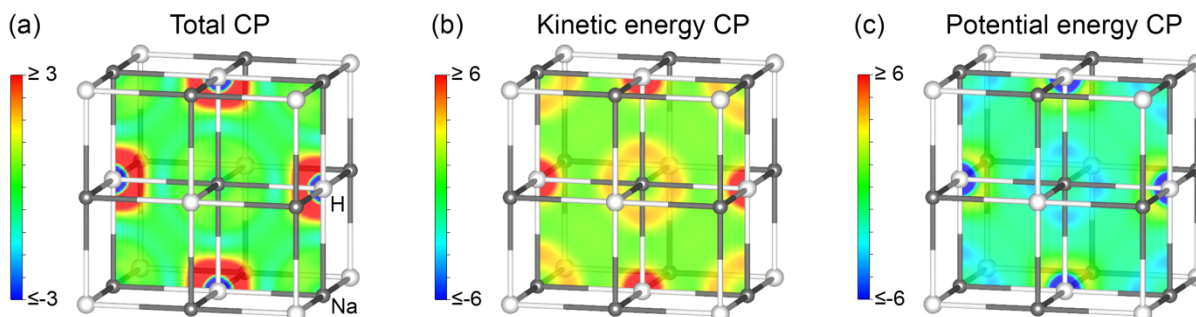 (a) Total CP
≥ 3
≤-3
H
Na
(b) Kinetic energy CP
≥ 6
≤-6
(c) Potential energy CP
≥ 6
≤-6